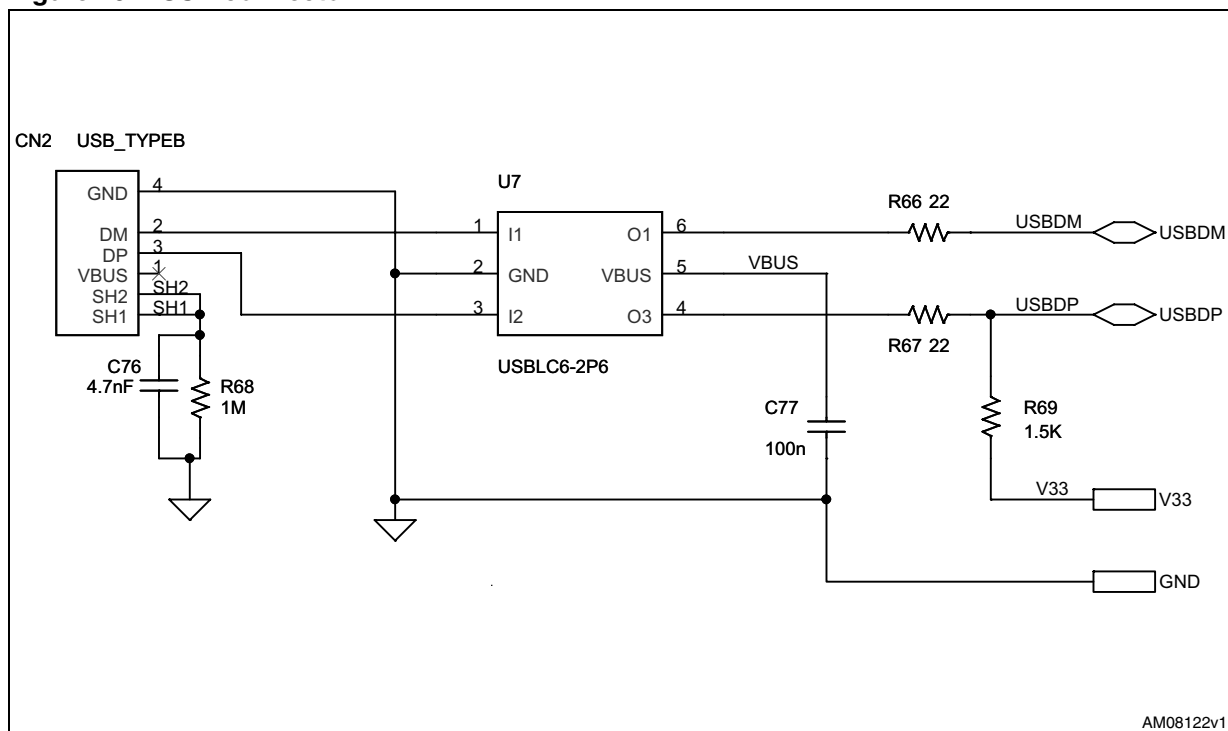 CN2 USB_TYPEB
GND 4
DM 2
DP 3
VBUS 1
SH2 SH2
SH1 SH1
C76
4.7nF
R68
1M
U7
1 I1 O1 6
2 GND VBUS 5
3 I2 O3 4
USBLC6-2P6
VBUS
R66 22
USBDM USBDM
USBDP USBDP
R67 22
C77
100n
R69
1.5K
V33 V33
GND
AM08122v1